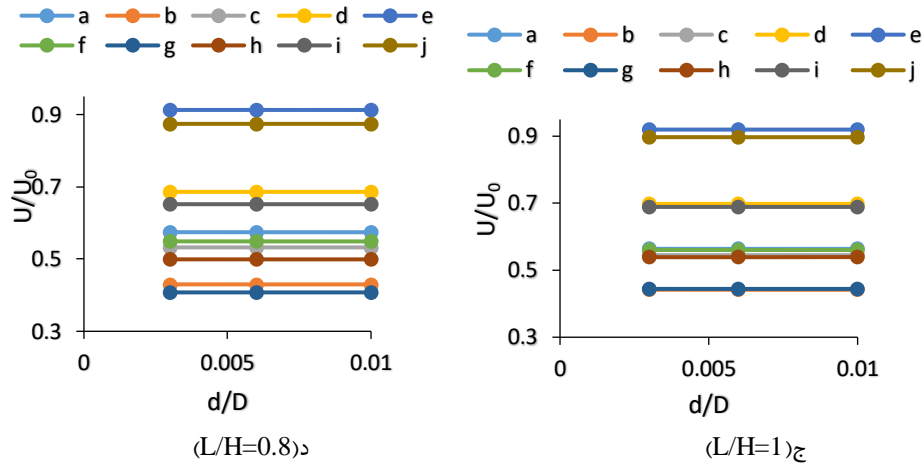 a b c d e
f g h i j
0.9
0.7
0.5
0.3
U/U₀
0 0.005 0.01
d/D
د(L/H=0.8)
a b c d e
f g h i j
0.9
0.7
0.5
0.3
U/U₀
0 0.005 0.01
d/D
ج(L/H=1)